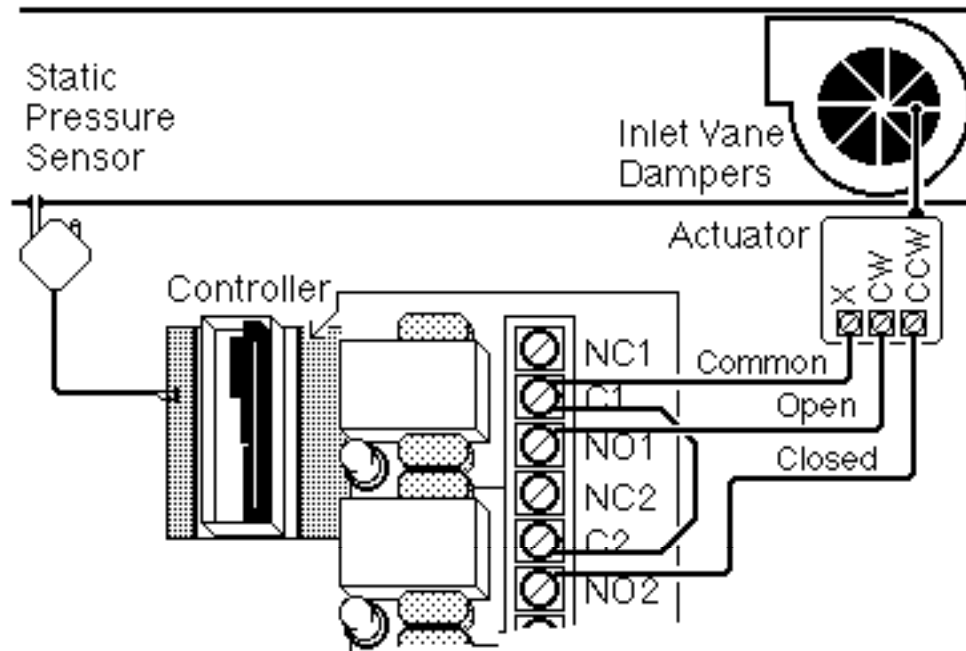 Static
Pressure
Sensor
Inlet Vane
Dampers
Actuator
X
CW
CCW
Controller
NC1
Common
C1
Open
NO1
Closed
NC2
C2
NO2